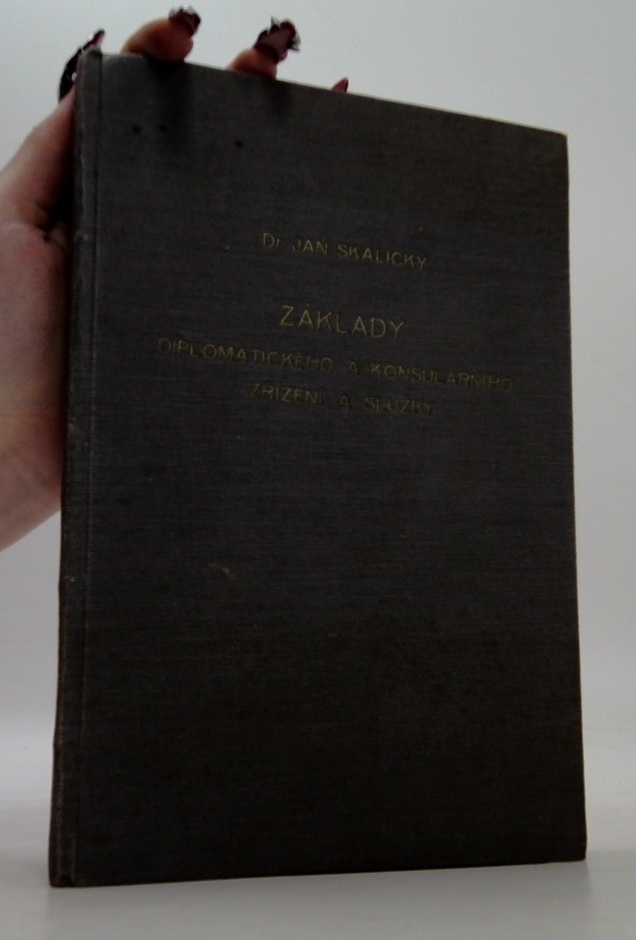 Dr. JAN SKALICKÝ
ZÁKLADY
DIPLOMATICKÉHO A KONSULÁRNÍHO
ZŘÍZENÍ A SLUŽBY